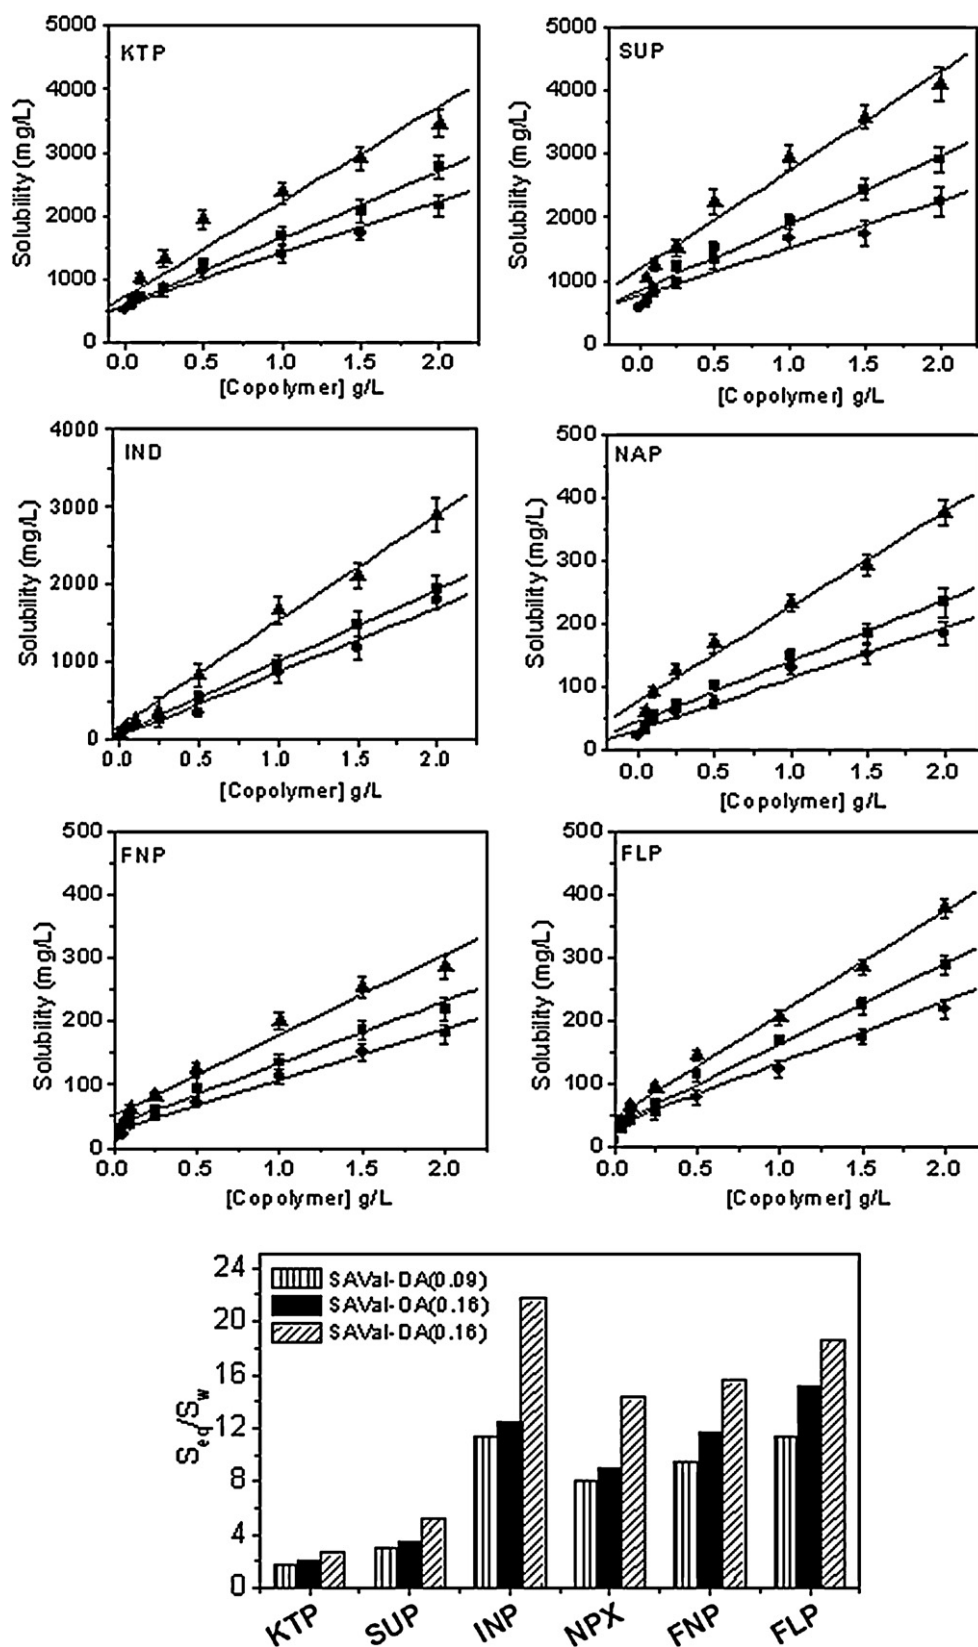 5000
KTP
4000
3000
2000
1000
0
Solubility (mg/L)
0.0 0.5 1.0 1.5 2.0
[Copolymer] g/L
5000
SUP
4000
3000
2000
1000
0
Solubility (mg/L)
0.0 0.5 1.0 1.5 2.0
[Copolymer] g/L
4000
IND
3000
2000
1000
0
Solubility (mg/L)
0.0 0.5 1.0 1.5 2.0
[Copolymer] g/L
500
NAP
400
300
200
100
0
Solubility (mg/L)
0.0 0.5 1.0 1.5 2.0
[Copolymer] g/L
500
FNP
400
300
200
100
0
Solubility (mg/L)
0.0 0.5 1.0 1.5 2.0
[Copolymer] g/L
500
FLP
400
300
200
100
0
Solubility (mg/L)
0.0 0.5 1.0 1.5 2.0
[Copolymer] g/L
24
20
16
12
8
4
0
Seq/Sw
SAVal-DA(0.09)
SAVal-OA(0.16)
SAVal-DA(0.16)
KTP SUP INP NPX FNP FLP